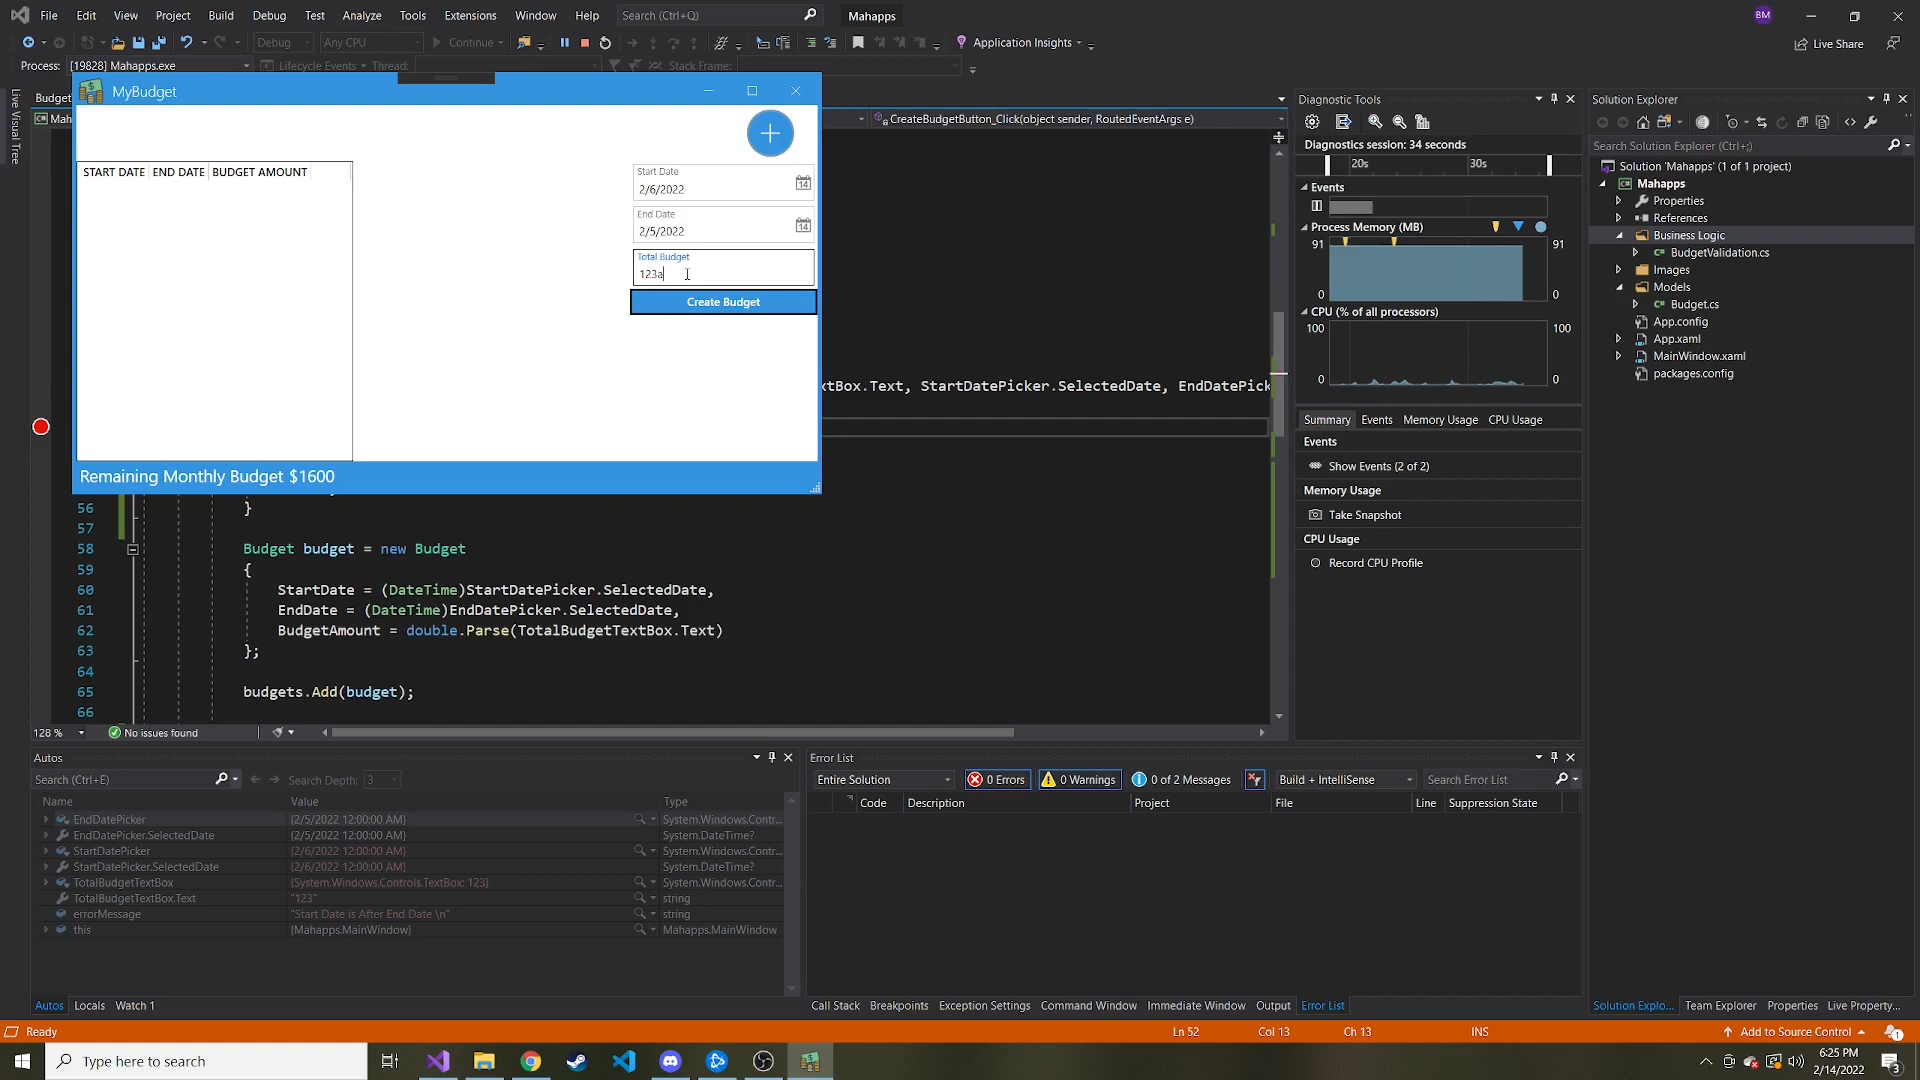 File Edit View Project Build Debug Test Analyze Tools Extensions Window Help Search (Ctrl+Q) Mahapps BM
Debug Any CPU Continue Application Insights Live Share
Process: [19828] Mahapps.exe Lifecycle Events Thread: Stack Frame:
Live Visual Tree
Budget
Mah
CreateBudgetButton_Click(object sender, RoutedEventArgs e)
MyBudget
START DATE END DATE BUDGET AMOUNT
Start Date
2/6/2022
14
End Date
2/5/2022
14
Total Budget
123a
Create Budget
Remaining Monthly Budget $1600
xtBox.Text, StartDatePicker.SelectedDate, EndDatePick
56 }
57
58 Budget budget = new Budget
59 {
60 StartDate = (DateTime)StartDatePicker.SelectedDate,
61 EndDate = (DateTime)EndDatePicker.SelectedDate,
62 BudgetAmount = double.Parse(TotalBudgetTextBox.Text)
63 };
64
65 budgets.Add(budget);
66
128 % No issues found
Diagnostic Tools
Diagnostics session: 34 seconds
20s 30s
Events
Process Memory (MB)
91 91
0 0
CPU (% of all processors)
100 100
0 0
Summary Events Memory Usage CPU Usage
Events
Show Events (2 of 2)
Memory Usage
Take Snapshot
CPU Usage
Record CPU Profile
Solution Explorer
Search Solution Explorer (Ctrl+;)
Solution 'Mahapps' (1 of 1 project)
Mahapps
Properties
References
Business Logic
C# BudgetValidation.cs
Images
Models
C# Budget.cs
App.config
App.xaml
MainWindow.xaml
packages.config
Autos
Search (Ctrl+E) Search Depth: 3
Name Value Type
EndDatePicker {2/5/2022 12:00:00 AM} System.Windows.Contr...
EndDatePicker.SelectedDate {2/5/2022 12:00:00 AM} System.DateTime?
StartDatePicker {2/6/2022 12:00:00 AM} System.Windows.Contr...
StartDatePicker.SelectedDate {2/6/2022 12:00:00 AM} System.DateTime?
TotalBudgetTextBox {System.Windows.Controls.TextBox: 123} System.Windows.Contr...
TotalBudgetTextBox.Text "123" string
errorMessage "Start Date is After End Date \n" string
this {Mahapps.MainWindow} Mahapps.MainWindow
Autos Locals Watch 1
Error List
Entire Solution 0 Errors 0 Warnings 0 of 2 Messages Build + IntelliSense Search Error List
Code Description Project File Line Suppression State
Call Stack Breakpoints Exception Settings Command Window Immediate Window Output Error List
Solution Explo... Team Explorer Properties Live Property...
Ready Ln 52 Col 13 Ch 13 INS Add to Source Control 1
Type here to search
6:25 PM
2/14/2022
3